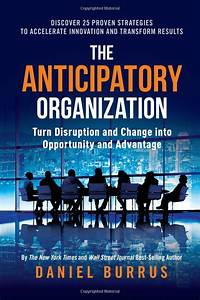 DISCOVER 25 PROVEN STRATEGIES
TO ACCELERATE INNOVATION AND TRANSFORM RESULTS
THE
ANTICIPATORY
ORGANIZATION
Turn Disruption and Change into
Opportunity and Advantage
By The New York Times and Wall Street Journal Best-Selling Author
DANIEL BURRUS